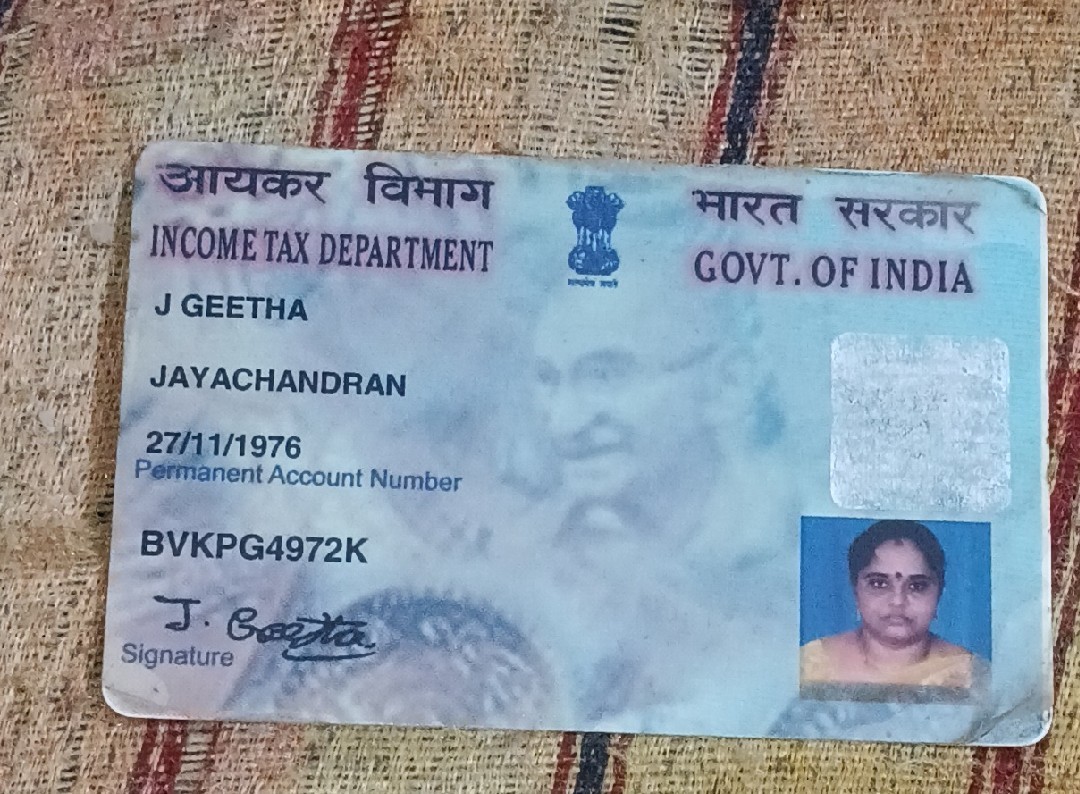 आयकर विभाग भारत सरकार
INCOME TAX DEPARTMENT GOVT. OF INDIA
J GEETHA
JAYACHANDRAN
27/11/1976
Permanent Account Number
BVKPG4972K
J. Geetha
Signature